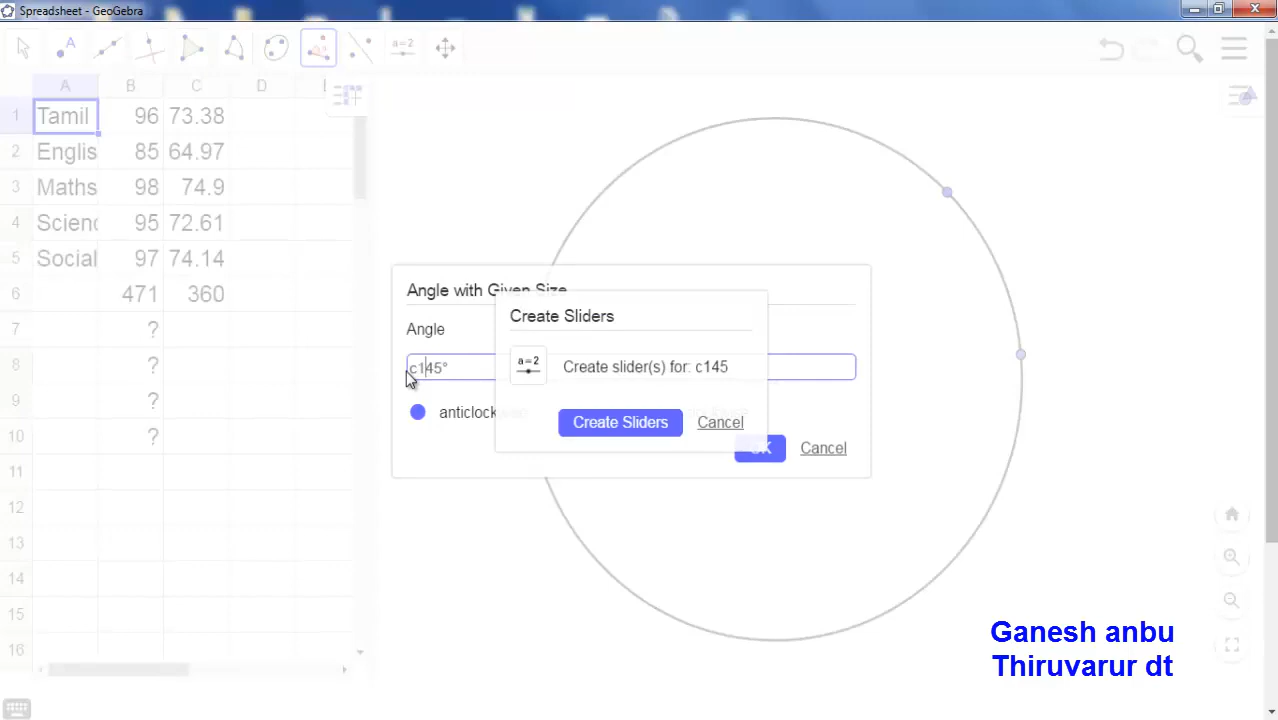 Spreadsheet - GeoGebra
A
a=2
A B C D
1 Tamil 96 73.38
2 Englis 85 64.97
3 Maths 98 74.9
4 Scienc 95 72.61
5 Social 97 74.14
6 471 360
7 ?
8 ?
9 ?
10 ?
11
12
13
14
15
16
Angle with Given Size
Angle
c145°
anticlock
OK Cancel
Create Sliders
a=2
Create slider(s) for: c145
Create Sliders Cancel
Ganesh anbu
Thiruvarur dt